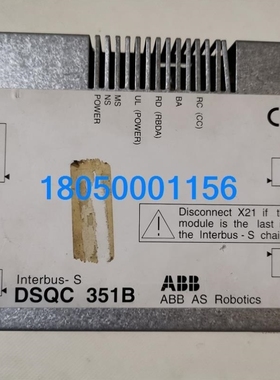 POWER
NS
MS
UL (POWER)
RD (RBDA)
BA
RC (CC)
C
18050001156
Disconnect X21 if th
module is the last
the Interbus-S chai
Interbus-S
DSQC 351B
ABB
ABB AS Robotics